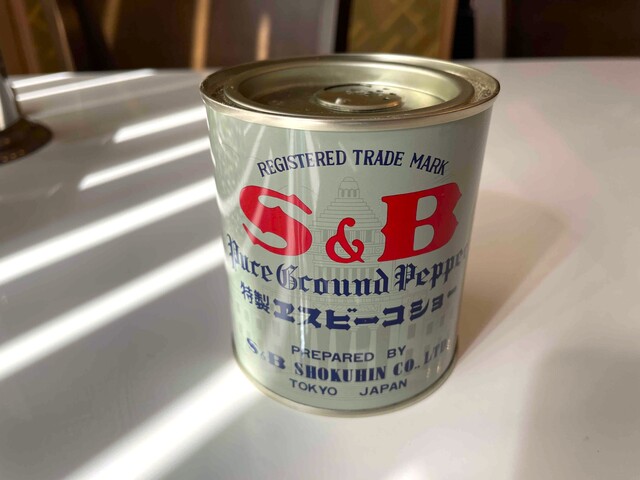 REGISTERED TRADE MARK
S & B
Pure Ground Pepper
特製 ヱスビーコショー
PREPARED BY
S&B SHOKUHIN CO., LTD.
TOKYO JAPAN